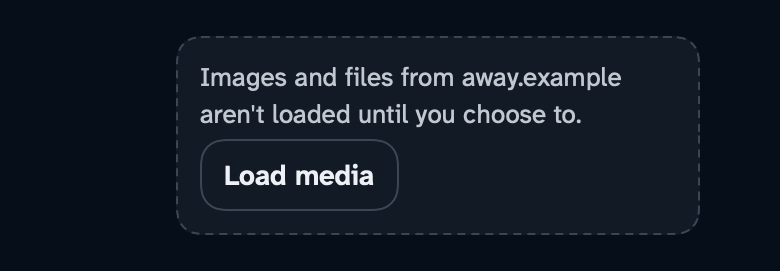 Images and files from away.example
aren't loaded until you choose to.
Load media